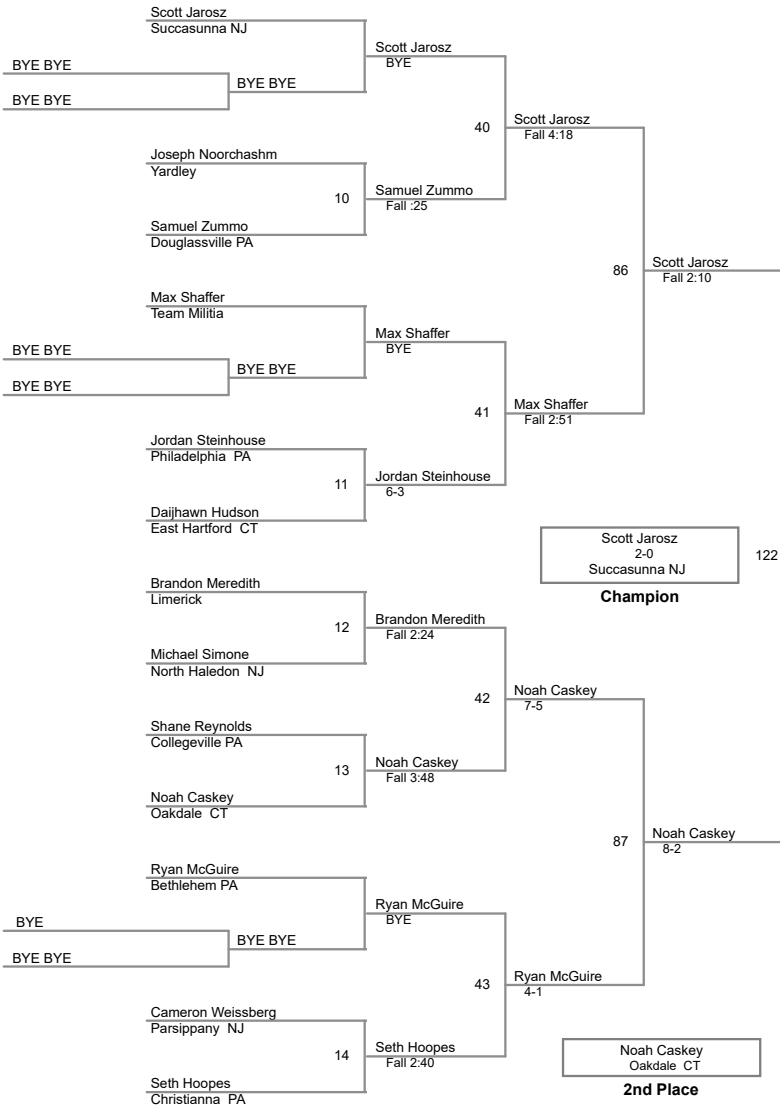 Scott Jarosz
Succasunna NJ
Scott Jarosz
BYE
BYE BYE
BYE BYE
BYE BYE
40
Scott Jarosz
Fall 4:18
Joseph Noorchashm
Yardley
10
Samuel Zummo
Fall :25
Samuel Zummo
Douglassville PA
86
Scott Jarosz
Fall 2:10
Max Shaffer
Team Militia
Max Shaffer
BYE
BYE BYE
BYE BYE
BYE BYE
41
Max Shaffer
Fall 2:51
Jordan Steinhouse
Philadelphia PA
11
Jordan Steinhouse
6-3
Daijhawn Hudson
East Hartford CT
Scott Jarosz
2-0
Succasunna NJ
122
Champion
Brandon Meredith
Limerick
12
Brandon Meredith
Fall 2:24
Michael Simone
North Haledon NJ
42
Noah Caskey
7-5
Shane Reynolds
Collegeville PA
13
Noah Caskey
Fall 3:48
Noah Caskey
Oakdale CT
87
Noah Caskey
8-2
Ryan McGuire
Bethlehem PA
Ryan McGuire
BYE
BYE
BYE BYE
BYE BYE
43
Ryan McGuire
4-1
Cameron Weissberg
Parsippany NJ
14
Seth Hoopes
Fall 2:40
Seth Hoopes
Christianna PA
Noah Caskey
Oakdale CT
2nd Place